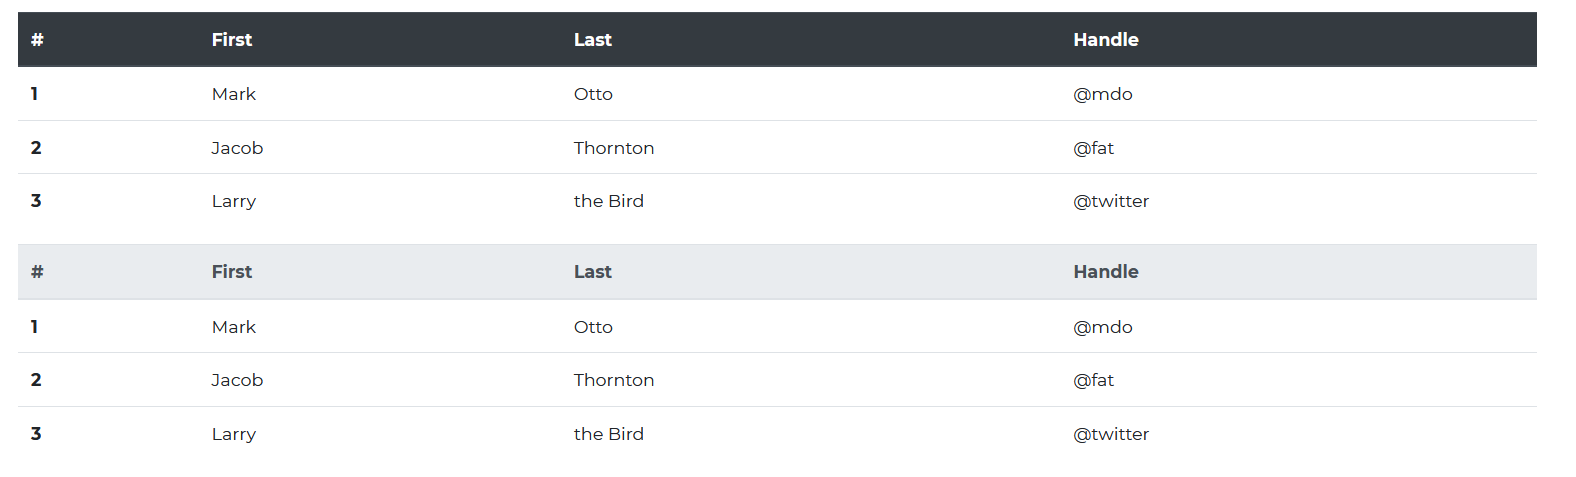 # First Last Handle
1 Mark Otto @mdo
2 Jacob Thornton @fat
3 Larry the Bird @twitter
# First Last Handle
1 Mark Otto @mdo
2 Jacob Thornton @fat
3 Larry the Bird @twitter